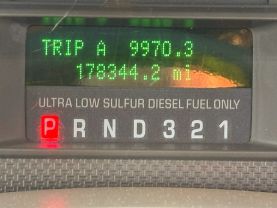 TRIP A 9970.3
178344.2 mi
ULTRA LOW SULFUR DIESEL FUEL ONLY
P R N D 3 2 1